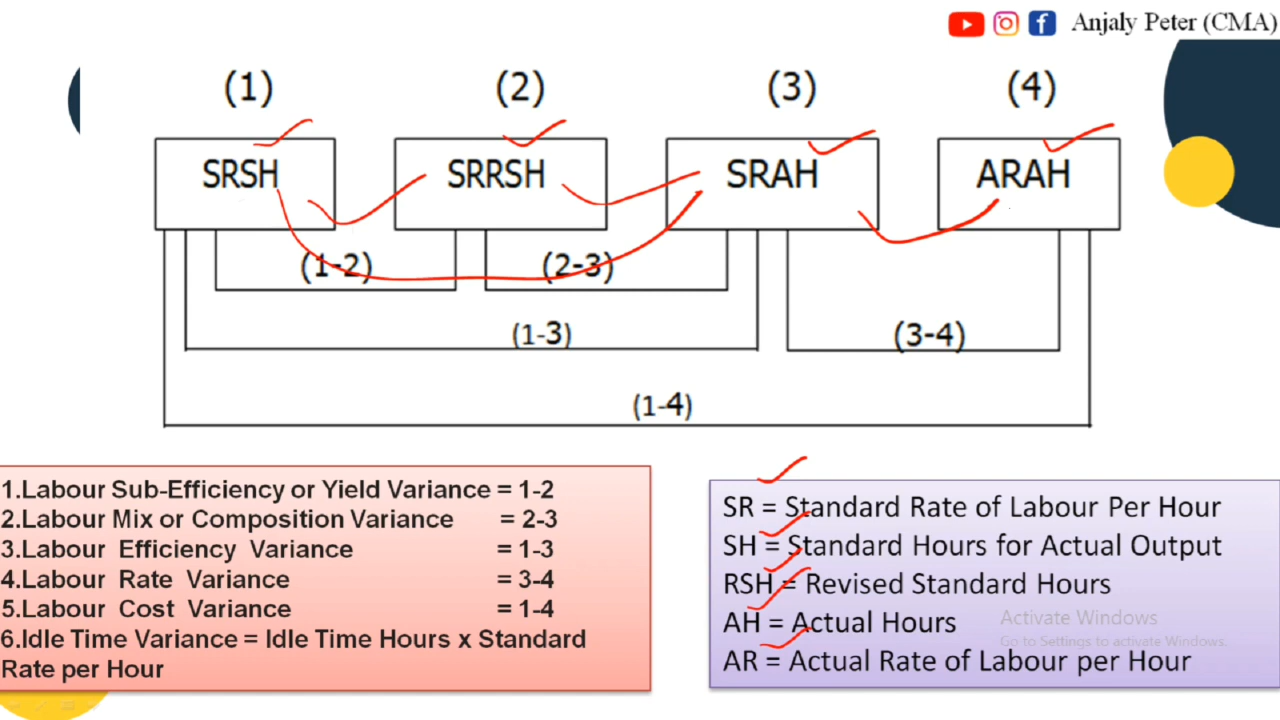 Anjaly Peter (CMA)
(1) (2) (3) (4)
SRSH SRRSH SRAH ARAH
(1-2) (2-3)
(1-3) (3-4)
(1-4)
1.Labour Sub-Efficiency or Yield Variance = 1-2
2.Labour Mix or Composition Variance = 2-3
3.Labour Efficiency Variance = 1-3
4.Labour Rate Variance = 3-4
5.Labour Cost Variance = 1-4
6.Idle Time Variance = Idle Time Hours x Standard
Rate per Hour
SR = Standard Rate of Labour Per Hour
SH = Standard Hours for Actual Output
RSH = Revised Standard Hours
AH = Actual Hours
AR = Actual Rate of Labour per Hour
Activate Windows
Go to Settings to activate Windows.